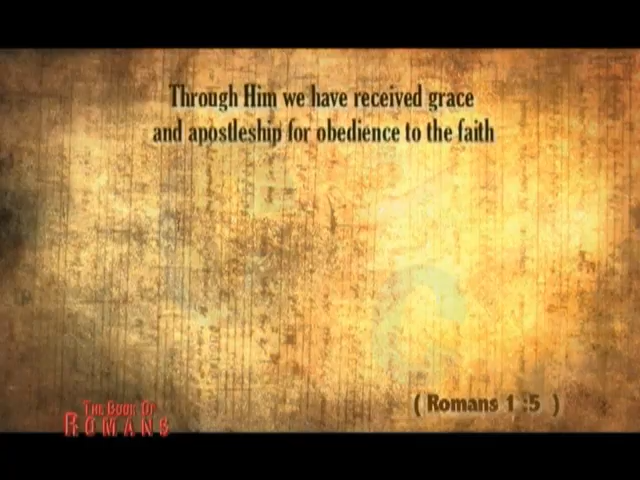 Through Him we have received grace
and apostleship for obedience to the faith
( Romans 1 :5 )
THE BOOK OF
ROMANS